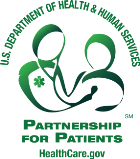 U.S. DEPARTMENT OF HEALTH & HUMAN SERVICES
SM
PARTNERSHIP
FOR PATIENTS
HealthCare.gov